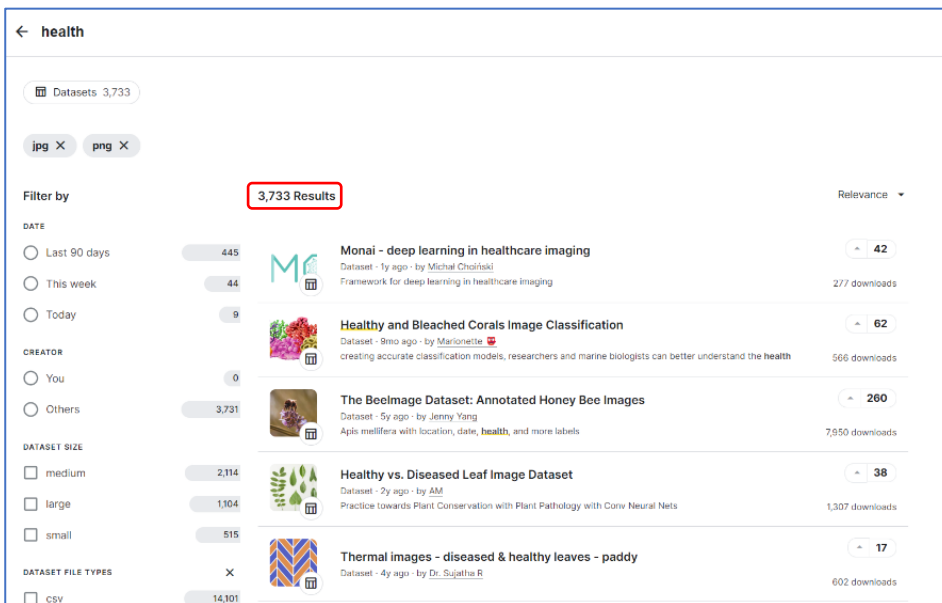 ← health
Datasets 3,733
jpg X png X
Filter by
3,733 Results
Relevance
DATE
Last 90 days 445
This week 44
Today 9
CREATOR
You 0
Others 3,731
DATASET SIZE
medium 2,114
large 1,104
small 515
DATASET FILE TYPES X
csv 14,101
Monai - deep learning in healthcare imaging
Dataset · 1y ago · by Michał Choiński
Framework for deep learning in healthcare imaging
42
277 downloads
Healthy and Bleached Corals Image Classification
Dataset · 9mo ago · by Marionette
creating accurate classification models, researchers and marine biologists can better understand the health
62
566 downloads
The BeeImage Dataset: Annotated Honey Bee Images
Dataset · 5y ago · by Jenny Yang
Apis mellifera with location, date, health, and more labels
260
7,950 downloads
Healthy vs. Diseased Leaf Image Dataset
Dataset · 2y ago · by AM
Practice towards Plant Conservation with Plant Pathology with Conv Neural Nets
38
1,307 downloads
Thermal images - diseased & healthy leaves - paddy
Dataset · 4y ago · by Dr. Sujatha R
17
602 downloads